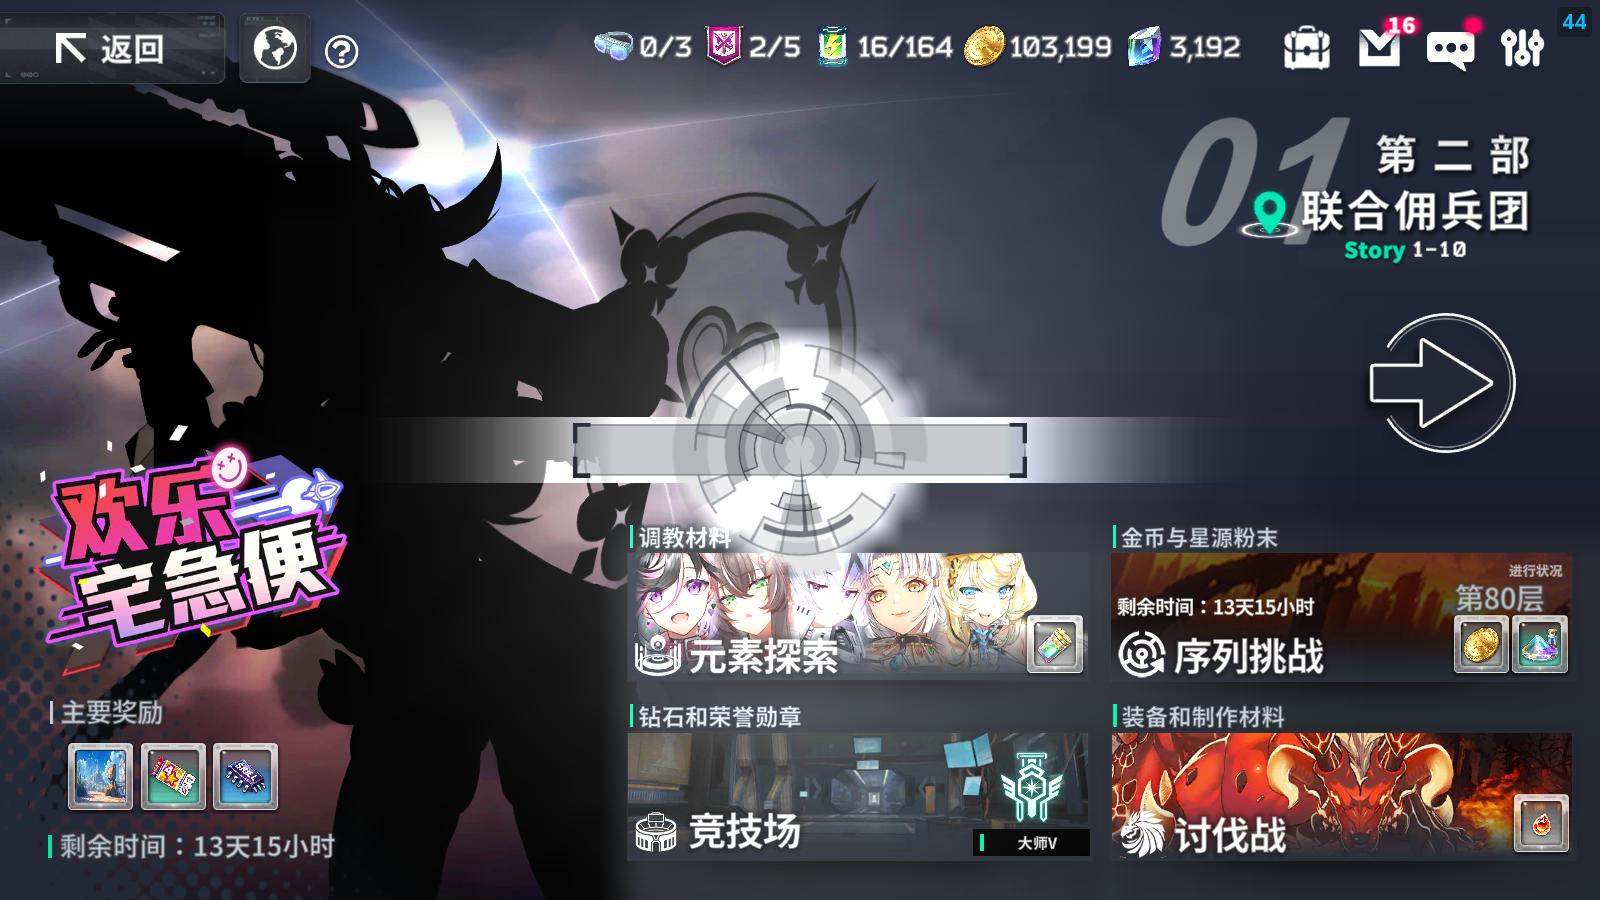 返回
0/3
2/5
16/164
103,199
3,192
16
44
01
第二部
联合佣兵团
Story 1-10
欢乐
宅急便
主要奖励
剩余时间：13天15小时
调教材料
元素探索
金币与星源粉末
进行状况
第80层
剩余时间：13天15小时
序列挑战
钻石和荣誉勋章
竞技场
大师V
装备和制作材料
讨伐战